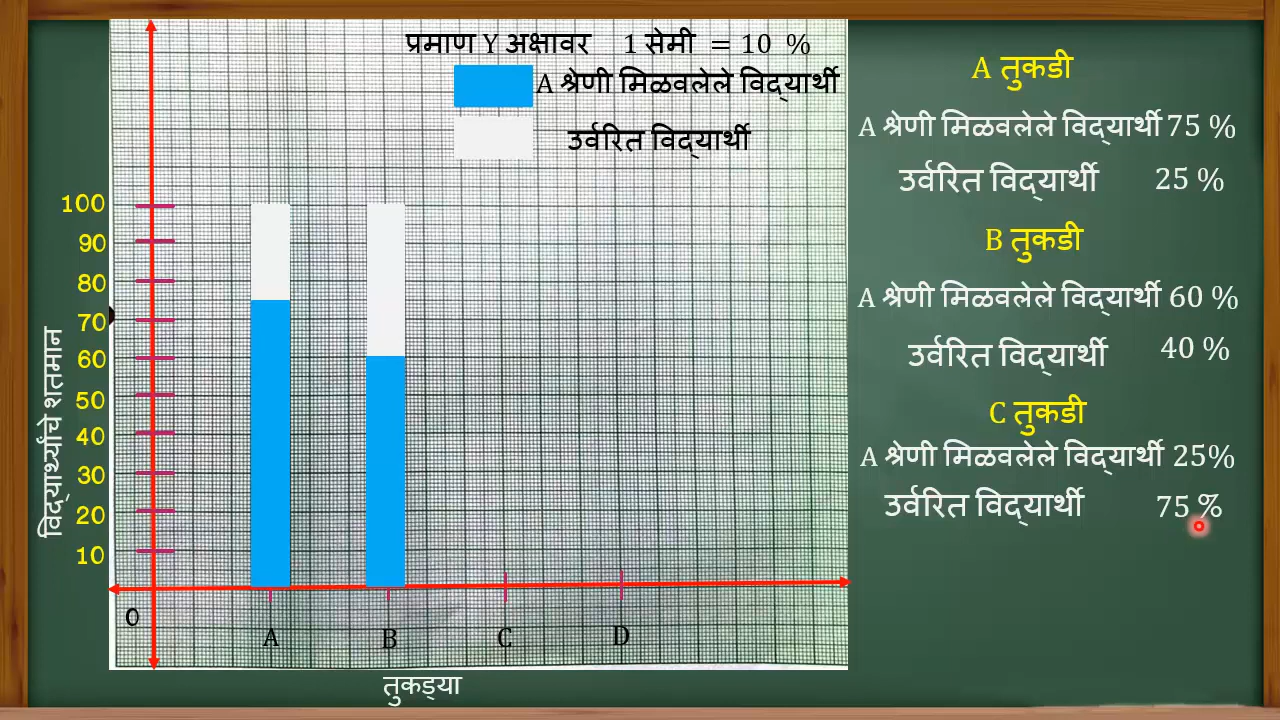 प्रमाण Y अक्षावर 1 सेमी = 10 %
A श्रेणी मिळवलेले विद्यार्थी
उर्वरित विद्यार्थी
100
90
80
70
60
50
40
30
20
10
0
विद्यार्थ्यांचे शतमान
A B C D
तुकड्या
A तुकडी
A श्रेणी मिळवलेले विद्यार्थी 75 %
उर्वरित विद्यार्थी 25 %
B तुकडी
A श्रेणी मिळवलेले विद्यार्थी 60 %
उर्वरित विद्यार्थी 40 %
C तुकडी
A श्रेणी मिळवलेले विद्यार्थी 25%
उर्वरित विद्यार्थी 75 %